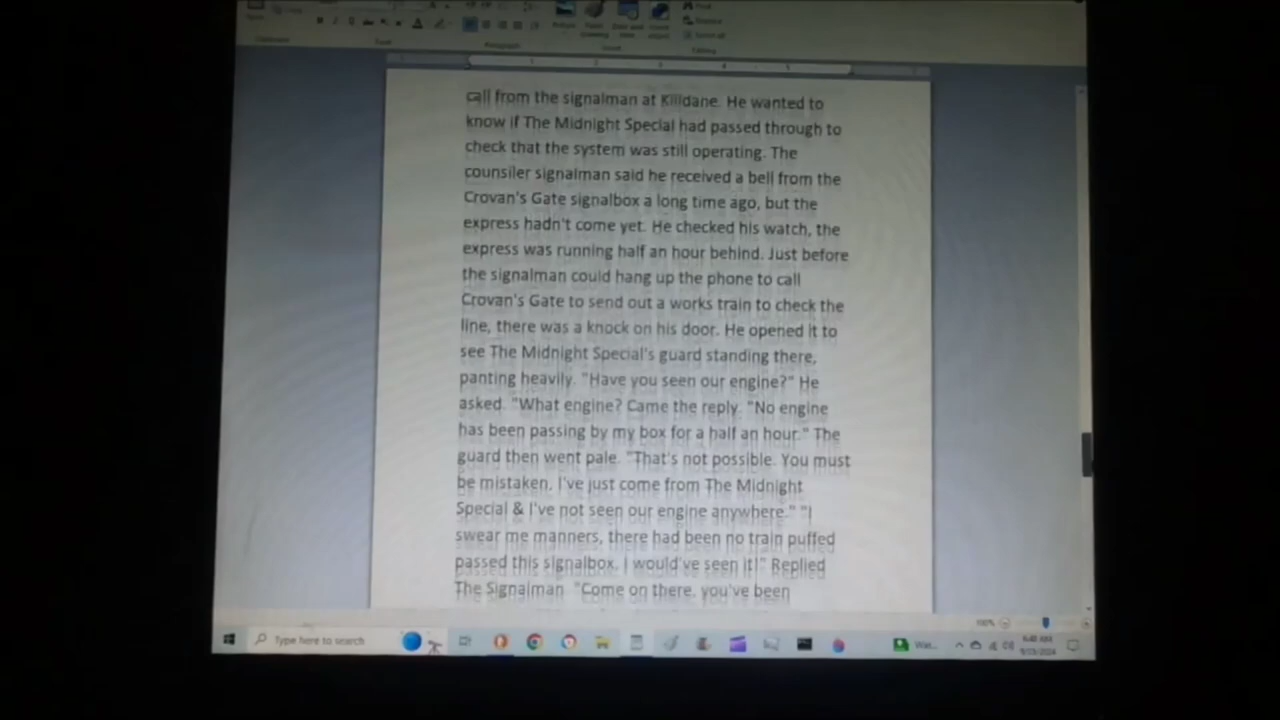 call from the signalman at Killdane. He wanted to
know if The Midnight Special had passed through to
check that the system was still operating. The
counsiler signalman said he received a bell from the
Crovan's Gate signalbox a long time ago, but the
express hadn't come yet. He checked his watch, the
express was running half an hour behind. Just before
the signalman could hang up the phone to call
Crovan's Gate to send out a works train to check the
line, there was a knock on his door. He opened it to
see The Midnight Special's guard standing there,
panting heavily. "Have you seen our engine?" He
asked. "What engine? Came the reply. "No engine
has been passing by my box for a half an hour." The
guard then went pale. "That's not possible. You must
be mistaken, I've just come from The Midnight
Special & I've not seen our engine anywhere." "I
swear me manners, there had been no train puffed
passed this signalbox, I would've seen it!" Replied
The Signalman "Come on there, you've been
100%
Type here to search
Wat...
6:40 AM